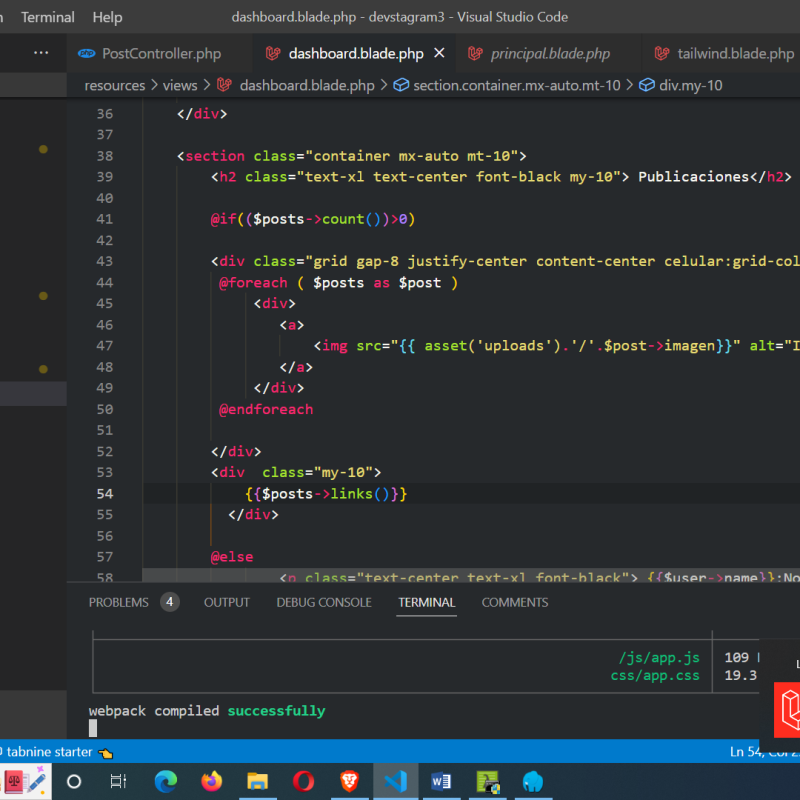 Terminal Help dashboard.blade.php - devstagram3 - Visual Studio Code
... php PostController.php dashboard.blade.php × principal.blade.php tailwind.blade.php
resources > views > dashboard.blade.php > section.container.mx-auto.mt-10 > div.my-10
36 </div>
37
38 <section class="container mx-auto mt-10">
39 <h2 class="text-xl text-center font-black my-10"> Publicaciones</h2>
40
41 @if(($posts->count())>0)
42
43 <div class="grid gap-8 justify-center content-center celular:grid-col
44 @foreach ( $posts as $post )
45 <div>
46 <a>
47 <img src="{{ asset('uploads').'/'.$post->imagen}}" alt="I
48 </a>
49 </div>
50 @endforeach
51
52 </div>
53 <div  class="my-10">
54 {{$posts->links()}}
55 </div>
56
57 @else
58 <p class="text-center text-xl font-black"> {{$user->name}}:No
PROBLEMS 4 OUTPUT DEBUG CONSOLE TERMINAL COMMENTS
/js/app.js 109
css/app.css 19.3
webpack compiled successfully
tabnine starter Ln 54, Col 2